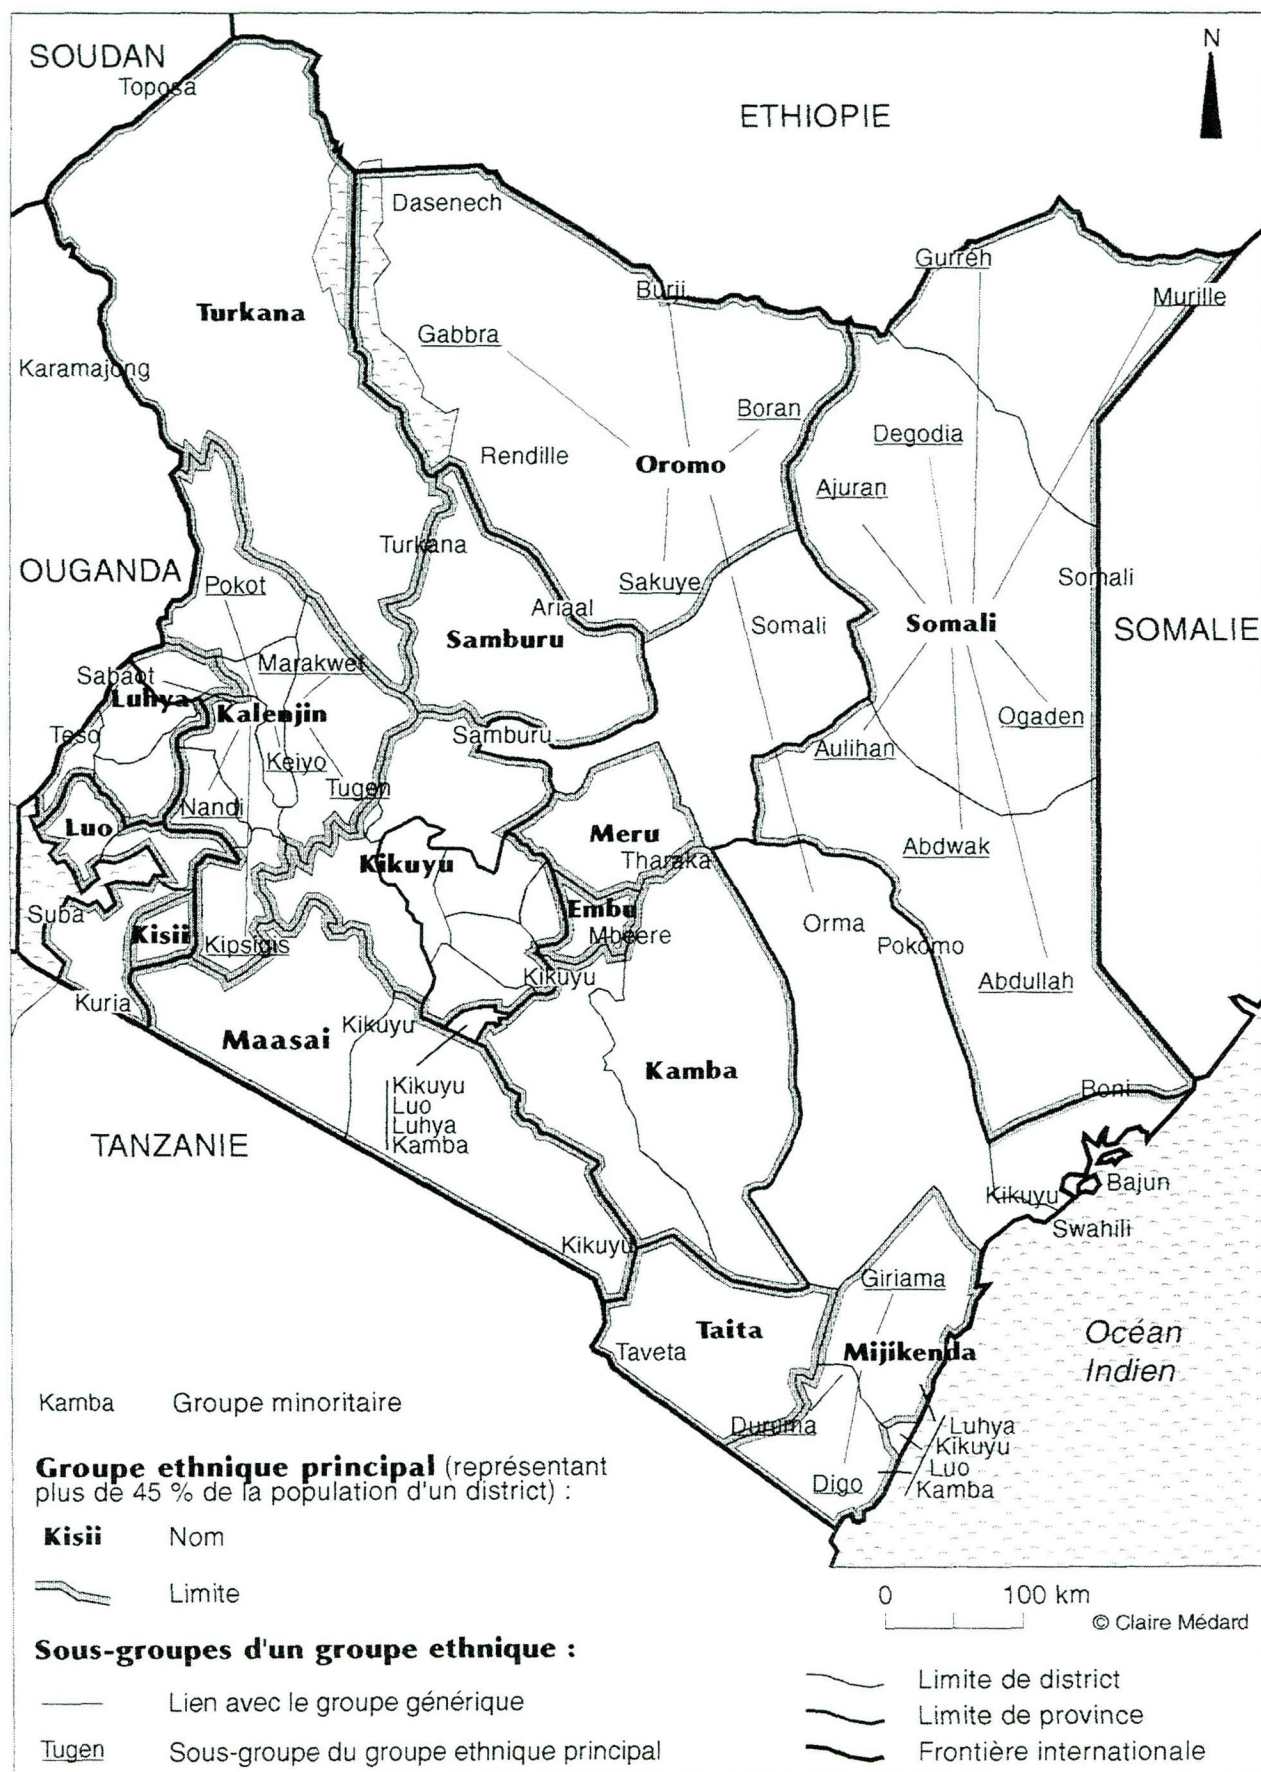 SOUDAN
Toposa
N
ETHIOPIE
Dasenech
Gurreh
Burji
Murille
Turkana
Gabbra
Karamajong
Boran
Degodia
Rendille
Oromo
Ajuran
Turkana
OUGANDA
Pokot
Sakuye
Somali
Ariaal
Samburu
Somali
Somali
SOMALIE
Marakwet
Sabaot
Luhya
Kalenjin
Ogaden
Teso
Samburu
Aulihan
Keiyo
Tugen
Nandi
Luo
Meru
Kikuyu
Tharaka
Abdwak
Suba
Embu
Kisii
Kipsigis
Mbeere
Orma
Pokomo
Kikuyu
Abdullah
Kuria
Kikuyu
Maasai
Kamba
Kikuyu
Luo
Luhya
Kamba
Boni
TANZANIE
Bajun
Kikuyu
Swahili
Kikuyu
Giriama
Taita
Océan
Indien
Taveta
Mijikenda
Duruma
Digo
Luhya
Kikuyu
Luo
Kamba
Kamba Groupe minoritaire
Groupe ethnique principal (représentant
plus de 45 % de la population d'un district) :
Kisii Nom
Limite
0 100 km
© Claire Médard
Sous-groupes d'un groupe ethnique :
Lien avec le groupe générique
Tugen Sous-groupe du groupe ethnique principal
Limite de district
Limite de province
Frontière internationale